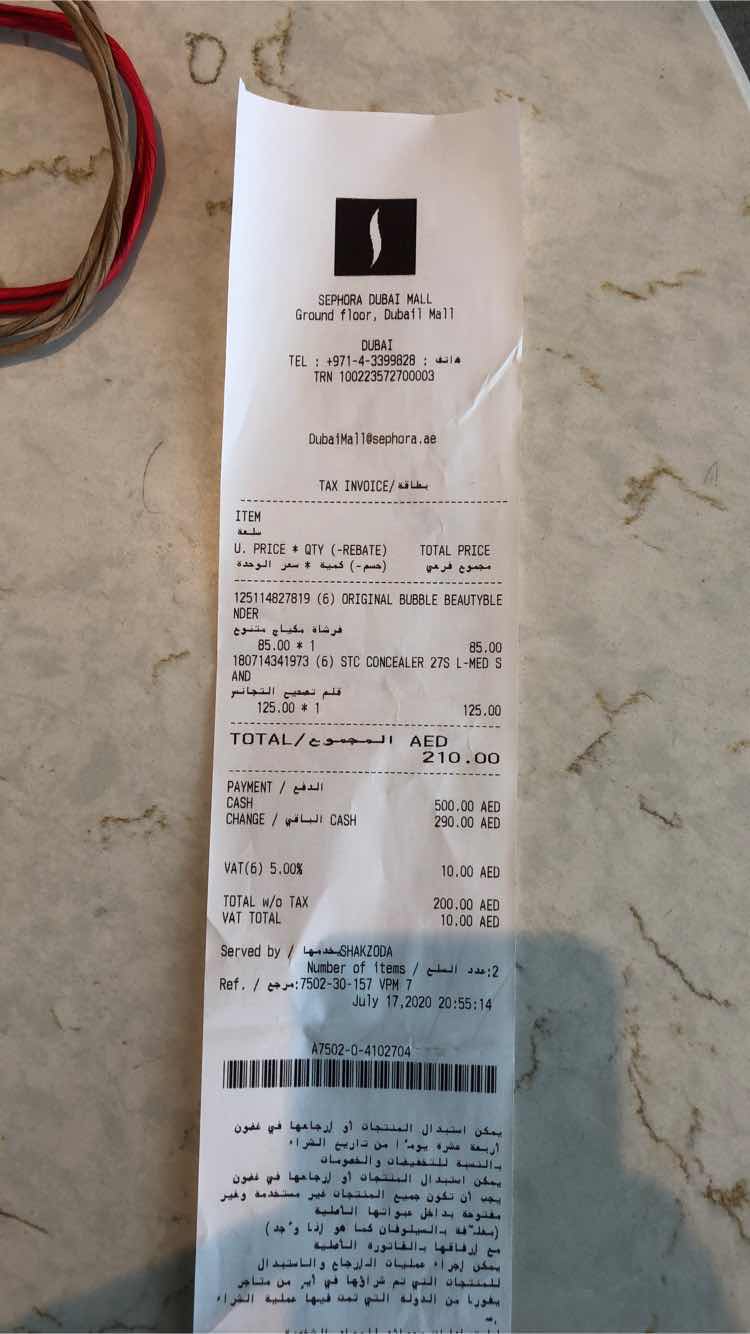 SEPHORA DUBAI MALL
Ground floor, Dubail Mall
DUBAI
TEL : +971-4-3399828 : هاتف
TRN 100223572700003
DubaiMall@sephora.ae
TAX INVOICE/بطاقة
ITEM
سلعة
U. PRICE * QTY (-REBATE) TOTAL PRICE
(حسم-) كمية * سعر الوحدة مجموع فرعي
125114827819 (6) ORIGINAL BUBBLE BEAUTYBLE
NDER
فرشاة مكياج متنوع
85.00 * 1 85.00
180714341973 (6) STC CONCEALER 27S L-MED S
AND
قلم تصحيح التجانس
125.00 * 1 125.00
TOTAL/المجموع AED
210.00
PAYMENT / الدفع
CASH 500.00 AED
CHANGE / الباقي CASH 290.00 AED
VAT(6) 5.00% 10.00 AED
TOTAL w/o TAX 200.00 AED
VAT TOTAL 10.00 AED
Served by / يخدمها SHAKZODA
Number of items / عدد السلع:2
Ref. / مرجع:7502-30-157 VPM 7
July 17,2020 20:55:14
A7502-0-4102704
يمكن استبدال المنتجات أو إرجاعها في غضون
أربعة عشرة يوماً من تاريخ الشراء
بالنسبة للتخفيضات والخصومات
يمكن استبدال المنتجات أو إرجاعها في غضون
يجب أن تكون جميع المنتجات غير مستخدمة وغير
مفتوحة بداخل عبواتها الأصلية
(مغلّفة بالسيلوفان كما هو إذا وُجد)
مع إرفاقها بالفاتورة الأصلية
يمكن إجراء عمليات الإرجاع والاستبدال
للمنتجات التي تم شراؤها في أي من متاجر
من الدولة التي تمت فيها عملية الشراء